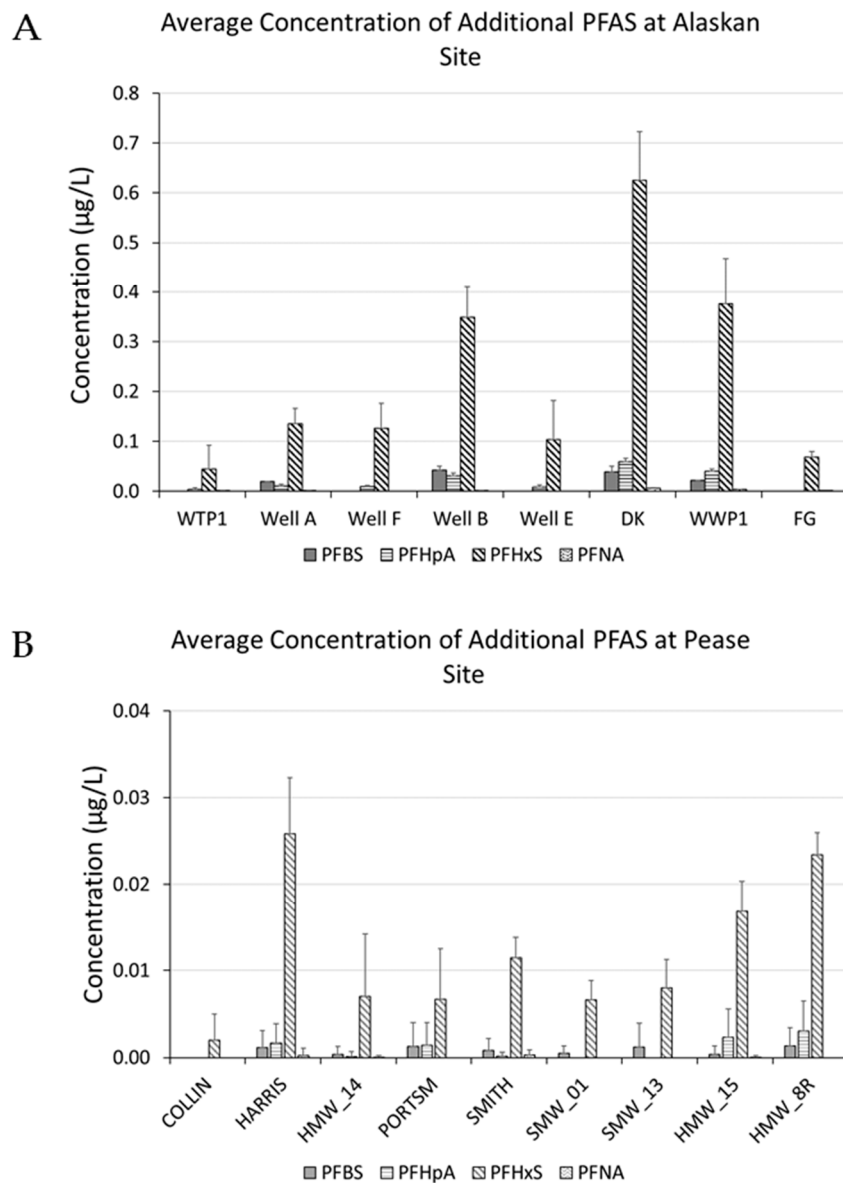 A
Average Concentration of Additional PFAS at Alaskan
Site
Concentration (µg/L)
0.8
0.7
0.6
0.5
0.4
0.3
0.2
0.1
0.0
WTP1 Well A Well F Well B Well E DK WWP1 FG
PFBS PFHpA PFHxS PFNA
B
Average Concentration of Additional PFAS at Pease
Site
Concentration (µg/L)
0.04
0.03
0.02
0.01
0.00
COLLIN HARRIS HMW_14 PORTSM SMITH SMW_01 SMW_13 HMW_15 HMW_8R
PFBS PFHpA PFHxS PFNA